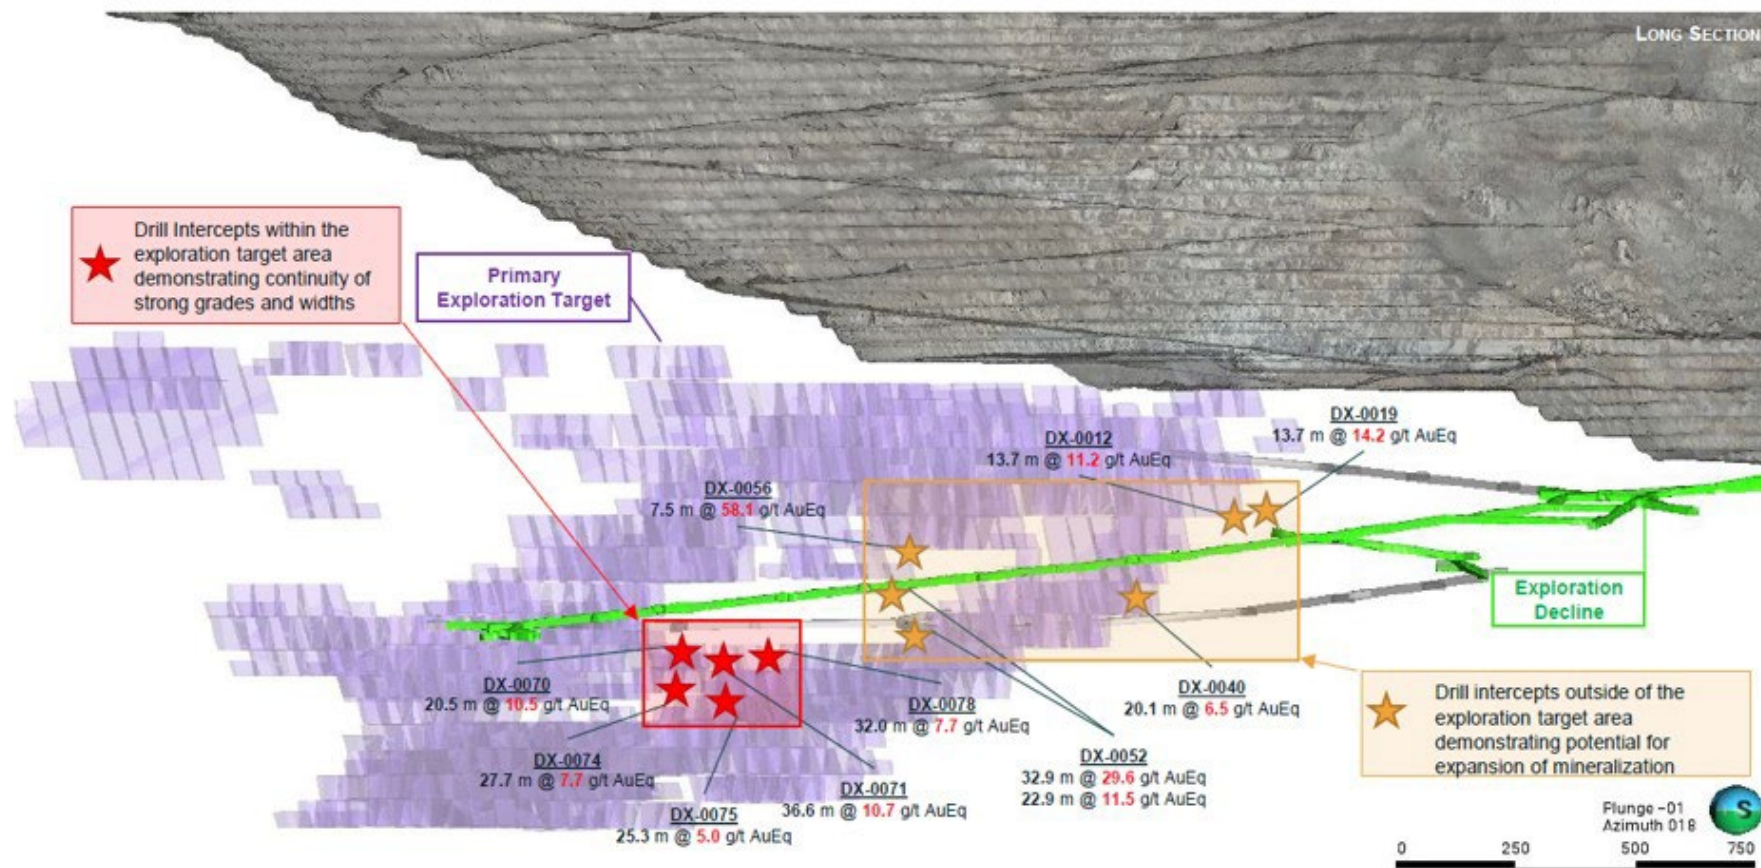 LONG SECTION
Drill Intercepts within the
exploration target area
demonstrating continuity of
strong grades and widths
Primary
Exploration Target
DX-0019
13.7 m @ 14.2 g/t AuEq
DX-0012
13.7 m @ 11.2 g/t AuEq
DX-0056
7.5 m @ 58.1 g/t AuEq
Exploration
Decline
DX-0070
20.5 m @ 10.5 g/t AuEq
DX-0078
32.0 m @ 7.7 g/t AuEq
DX-0040
20.1 m @ 6.5 g/t AuEq
DX-0074
27.7 m @ 7.7 g/t AuEq
DX-0071
36.6 m @ 10.7 g/t AuEq
DX-0052
32.9 m @ 29.6 g/t AuEq
22.9 m @ 11.5 g/t AuEq
DX-0075
25.3 m @ 5.0 g/t AuEq
Drill intercepts outside of the
exploration target area
demonstrating potential for
expansion of mineralization
Plunge -01
Azimuth 018
S
0 250 500 750